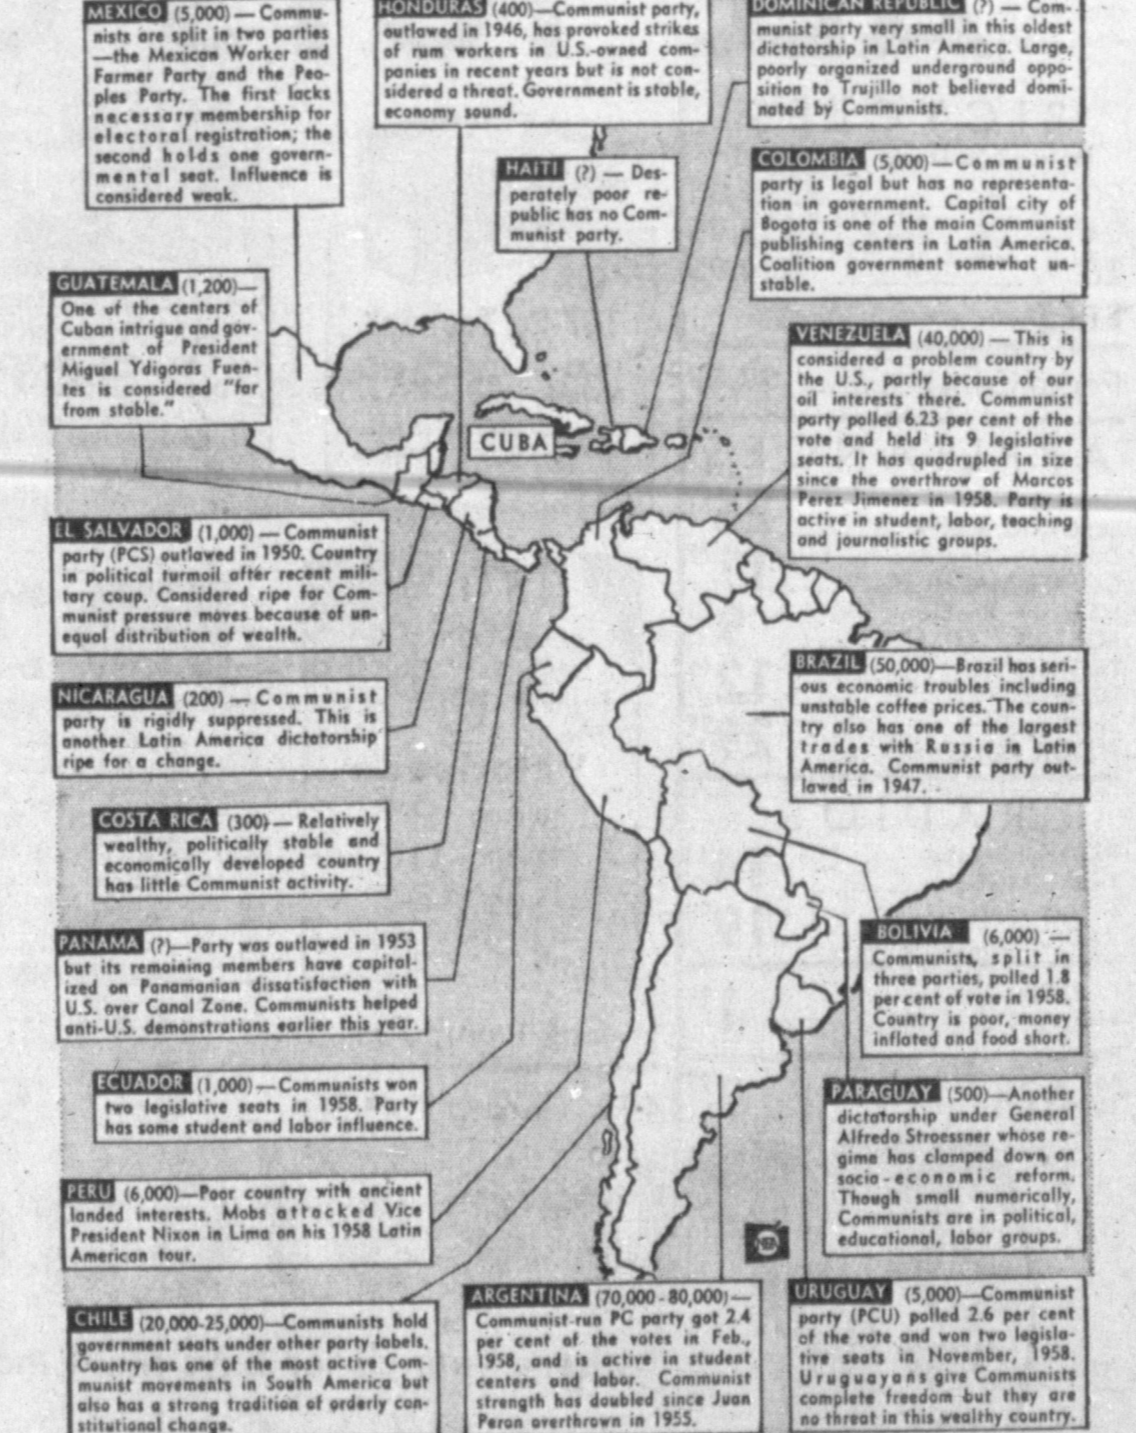 MEXICO (5,000) — Commu-
nists are split in two parties
—the Mexican Worker and
Farmer Party and the Peo-
ples Party. The first lacks
necessary membership for
electoral registration; the
second holds one govern-
mental seat. Influence is
considered weak.
HONDURAS (400)—Communist party,
outlawed in 1946, has provoked strikes
of rum workers in U.S.-owned com-
panies in recent years but is not con-
sidered a threat. Government is stable,
economy sound.
DOMINICAN REPUBLIC (?) — Com-
munist party very small in this oldest
dictatorship in Latin America. Large,
poorly organized underground oppo-
sition to Trujillo not believed domi-
nated by Communists.
HAITI (?) — Des-
perately poor re-
public has no Com-
munist party.
COLOMBIA (5,000) — Communist
party is legal but has no representa-
tion in government. Capital city of
Bogota is one of the main Communist
publishing centers in Latin America.
Coalition government somewhat un-
stable.
GUATEMALA (1,200)—
One of the centers of
Cuban intrigue and gov-
ernment of President
Miguel Ydigoras Fuen-
tes is considered "far
from stable."
VENEZUELA (40,000) — This is
considered a problem country by
the U.S., partly because of our
oil interests there. Communist
party polled 6.23 per cent of the
vote and held its 9 legislative
seats. It has quadrupled in size
since the overthrow of Marcos
Perez Jimenez in 1958. Party is
active in student, labor, teaching
and journalistic groups.
CUBA
EL SALVADOR (1,000) — Communist
party (PCS) outlawed in 1950. Country
in political turmoil after recent mili-
tary coup. Considered ripe for Com-
munist pressure moves because of un-
equal distribution of wealth.
BRAZIL (50,000)—Brazil has seri-
ous economic troubles including
unstable coffee prices. The coun-
try also has one of the largest
trades with Russia in Latin
America. Communist party out-
lawed in 1947.
NICARAGUA (200) — Communist
party is rigidly suppressed. This is
another Latin America dictatorship
ripe for a change.
COSTA RICA (300) — Relatively
wealthy, politically stable and
economically developed country
has little Communist activity.
PANAMA (?)—Party was outlawed in 1953
but its remaining members have capital-
ized on Panamanian dissatisfaction with
U.S. over Canal Zone. Communists helped
anti-U.S. demonstrations earlier this year.
BOLIVIA (6,000) —
Communists, split in
three parties, polled 1.8
per cent of vote in 1958.
Country is poor, money
inflated and food short.
ECUADOR (1,000) — Communists won
two legislative seats in 1958. Party
has some student and labor influence.
PARAGUAY (500)—Another
dictatorship under General
Alfredo Stroessner whose re-
gime has clamped down on
socio-economic reform.
Though small numerically,
Communists are in political,
educational, labor groups.
PERU (6,000)—Poor country with ancient
landed interests. Mobs attacked Vice
President Nixon in Lima on his 1958 Latin
American tour.
NEA
CHILE (20,000-25,000)—Communists hold
government seats under other party labels.
Country has one of the most active Com-
munist movements in South America but
also has a strong tradition of orderly con-
stitutional change.
ARGENTINA (70,000-80,000)—
Communist-run PC party got 2.4
per cent of the votes in Feb.,
1958, and is active in student
centers and labor. Communist
strength has doubled since Juan
Peron overthrown in 1955.
URUGUAY (5,000)—Communist
party (PCU) polled 2.6 per cent
of the vote and won two legisla-
tive seats in November, 1958.
Uruguayans give Communists
complete freedom but they are
no threat in this wealthy country.